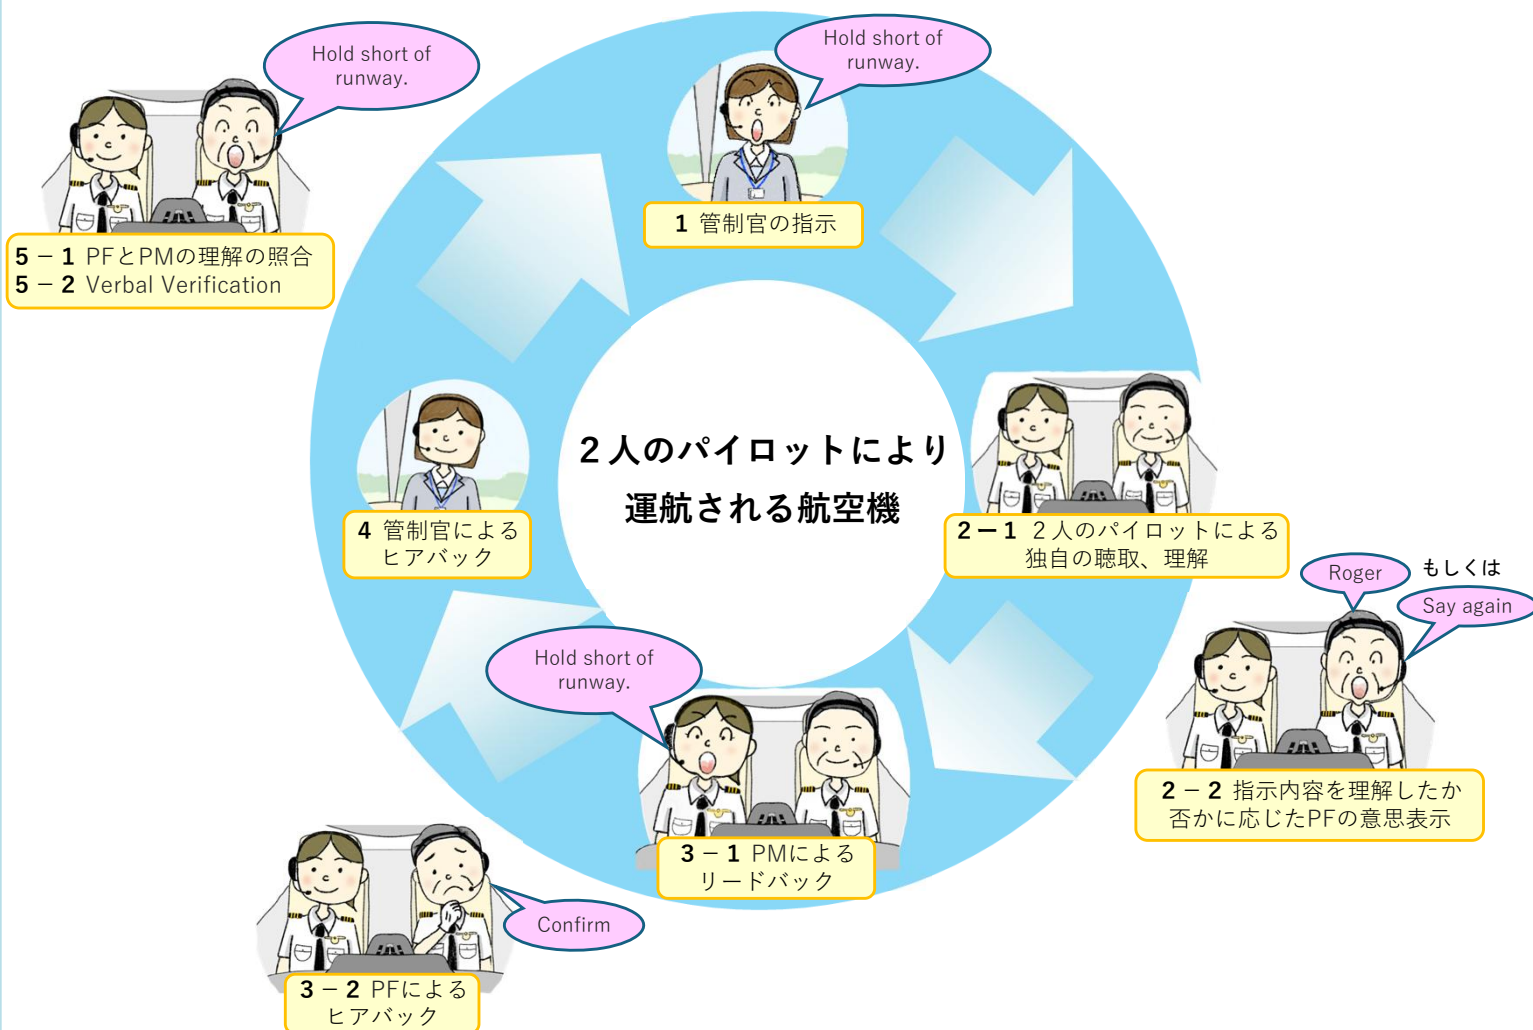 Hold short of
runway.
1 管制官の指示
2ー1 2人のパイロットによる
独自の聴取、理解
Roger
もしくは
Say again
2－2 指示内容を理解したか
否かに応じたPFの意思表示
Hold short of
runway.
3－1 PMによる
リードバック
Confirm
3－2 PFによる
ヒアバック
4 管制官による
ヒアバック
Hold short of
runway.
5－1 PFとPMの理解の照合
5－2 Verbal Verification
2人のパイロットにより
運航される航空機